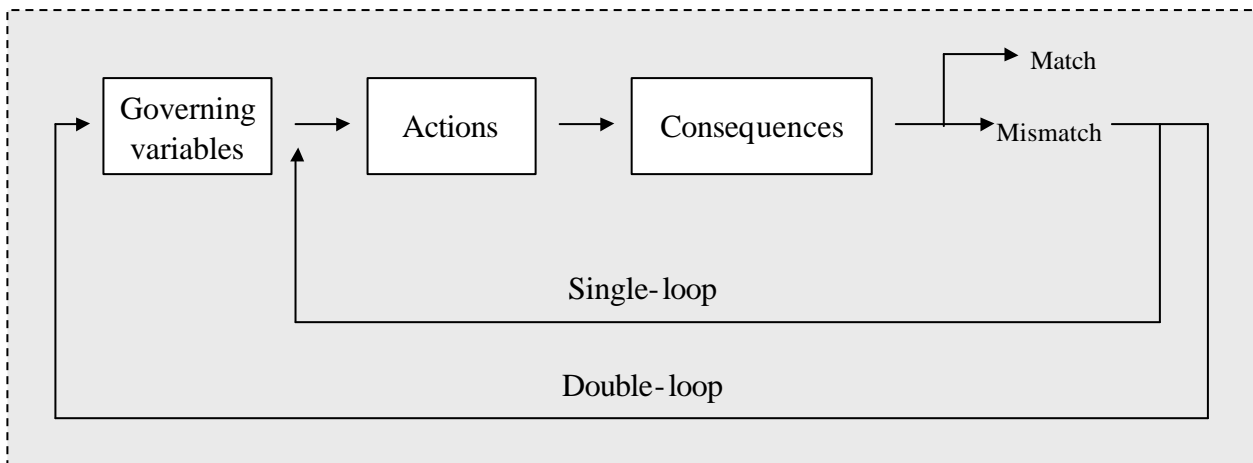 Match
Governing
variables
Actions
Consequences
Mismatch
Single-loop
Double-loop